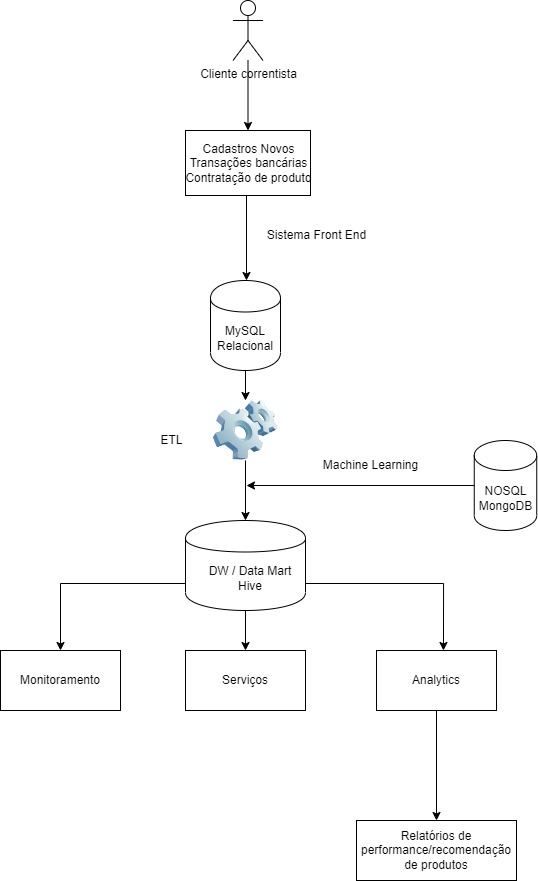 Cliente correntista
Cadastros Novos
Transações bancárias
Contratação de produto
Sistema Front End
MySQL
Relacional
ETL
Machine Learning
NOSQL
MongoDB
DW / Data Mart
Hive
Monitoramento
Serviços
Analytics
Relatórios de
performance/recomendação
de produtos